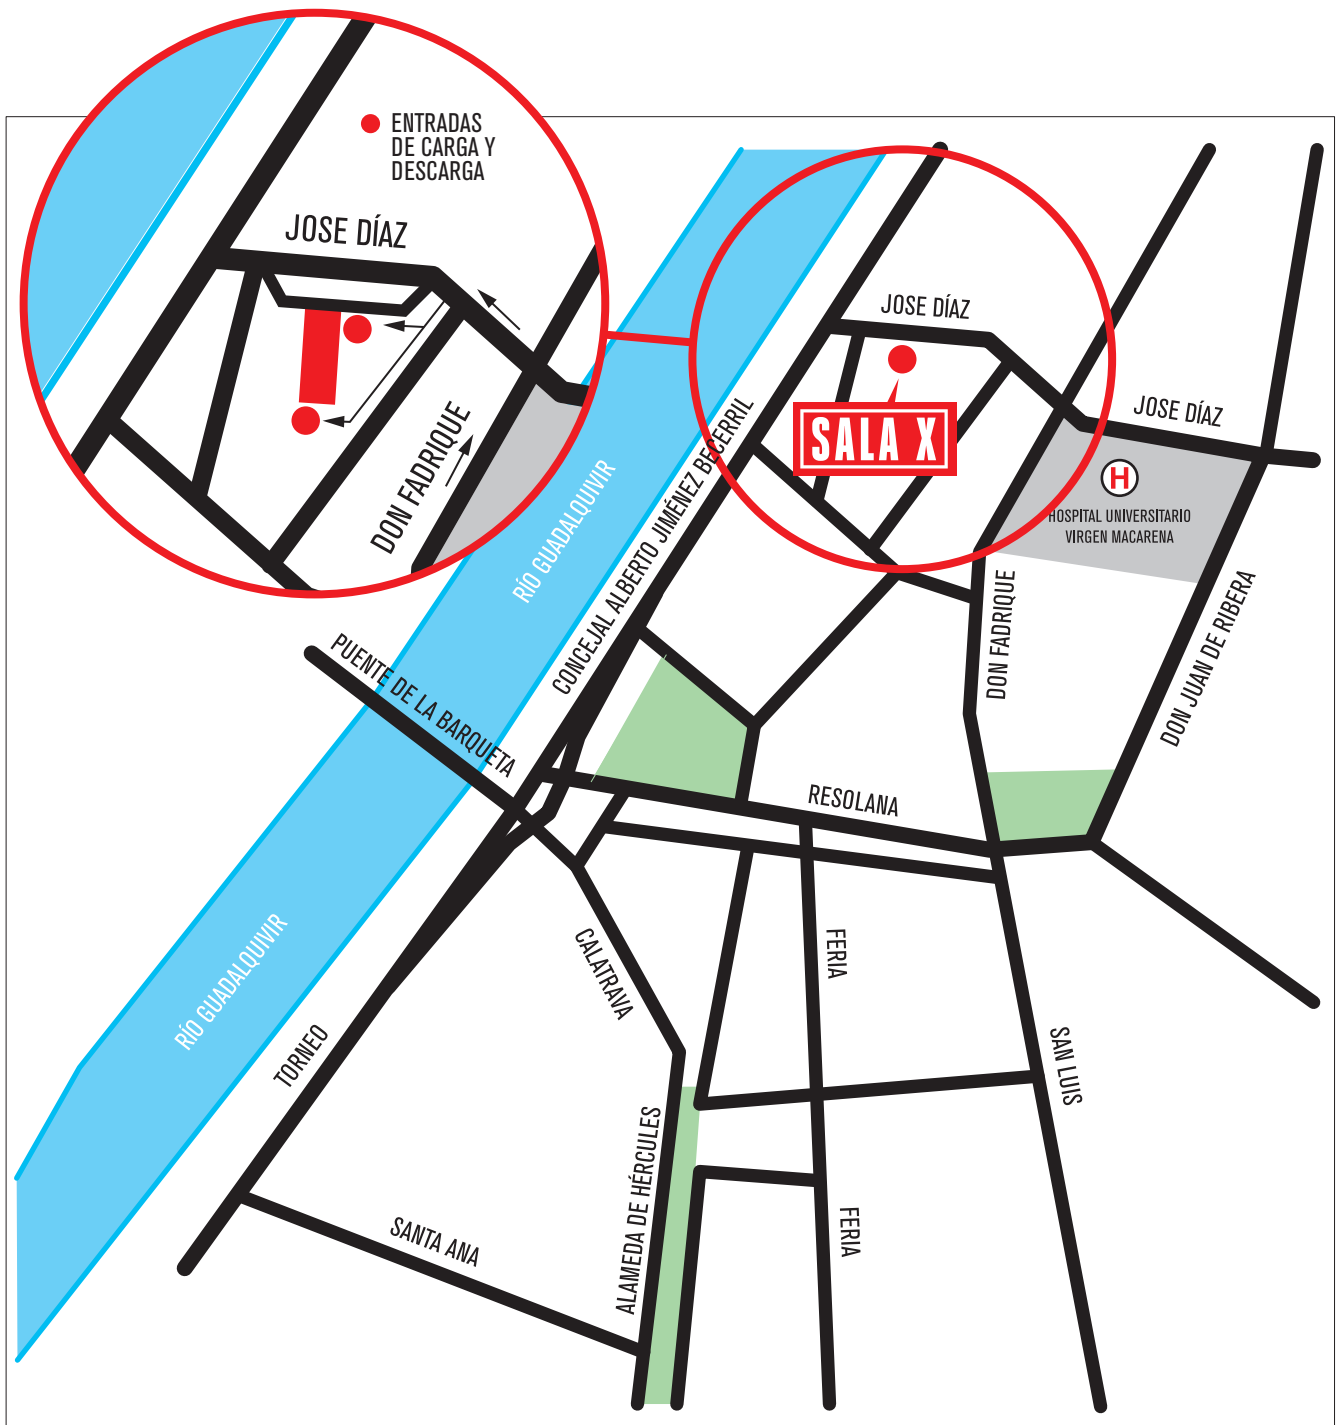 ENTRADAS
DE CARGA Y
DESCARGA
JOSE DÍAZ
DON FADRIQUE
JOSE DÍAZ
JOSE DÍAZ
SALA X
H
HOSPITAL UNIVERSITARIO
VIRGEN MACARENA
RÍO GUADALQUIVIR
CONCEJAL ALBERTO JIMÉNEZ BECERRIL
DON FADRIQUE
DON JUAN DE RIBERA
PUENTE DE LA BARQUETA
RESOLANA
RÍO GUADALQUIVIR
CALATRAVA
FERIA
TORNEO
SAN LUIS
ALAMEDA DE HÉRCULES
SANTA ANA
FERIA